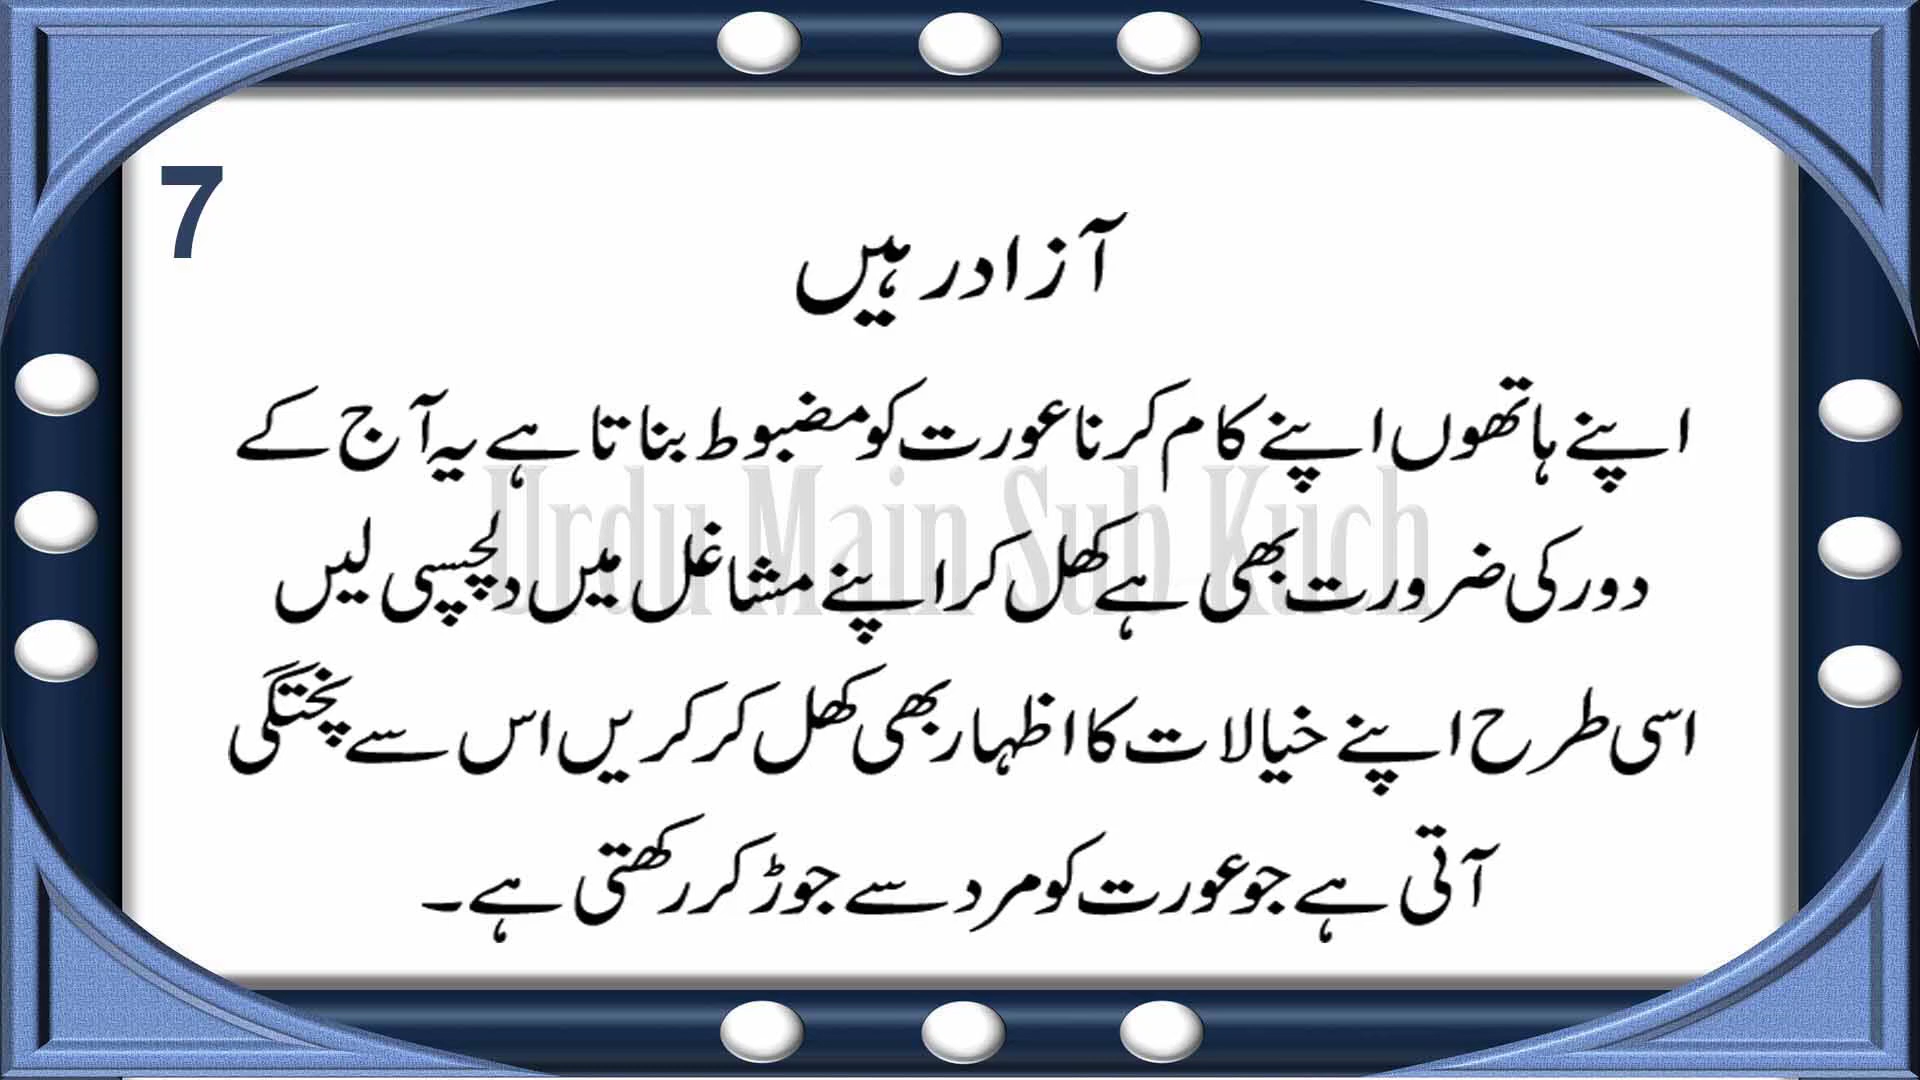 7
آزاد رہیں
اپنے ہاتھوں اپنے کام کرنا عورت کو مضبوط بناتا ہے یہ آج کے
دور کی ضرورت بھی ہے کھل کر اپنے مشاغل میں دلچسپی لیں
اسی طرح اپنے خیالات کا اظہار بھی کھل کر کریں اس سے پختگی
آتی ہے جو عورت کو مرد سے جوڑ کر رکھتی ہے۔
Urdu Main Sub Kuch